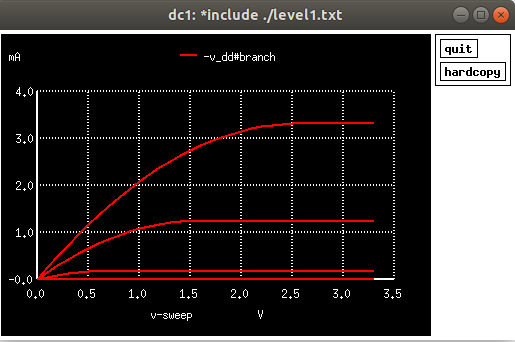 dc1: *include ./level1.txt
quit
hardcopy
mA
-v_dd#branch
4.0
3.0
2.0
1.0
-0.0
0.0 0.5 1.0 1.5 2.0 2.5 3.0 3.5
v-sweep V